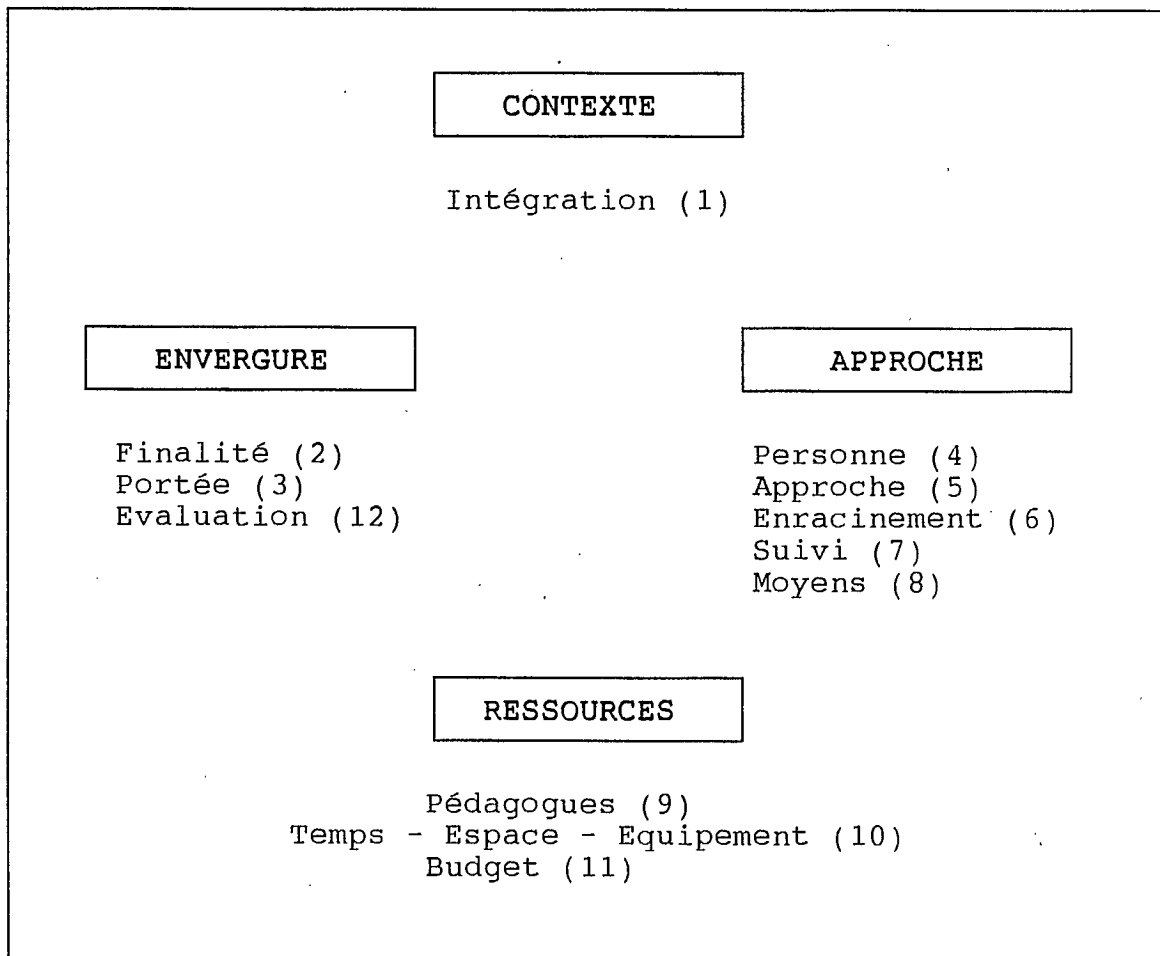 CONTEXTE
Intégration (1)
ENVERGURE
Finalité (2)
Portée (3)
Evaluation (12)
APPROCHE
Personne (4)
Approche (5)
Enracinement (6)
Suivi (7)
Moyens (8)
RESSOURCES
Pédagogues (9)
Temps - Espace - Equipement (10)
Budget (11)